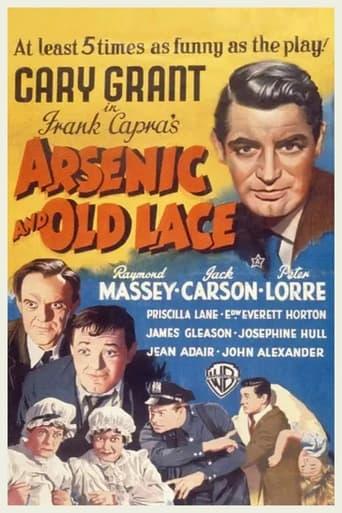 At least 5 times as funny as the play!
CARY GRANT
in
Frank Capra's
ARSENIC
AND OLD LACE
Raymond Jack Peter
MASSEY · CARSON · LORRE
PRISCILLA LANE · EDW EVERETT HORTON
JAMES GLEASON · JOSEPHINE HULL
JEAN ADAIR · JOHN ALEXANDER
WB